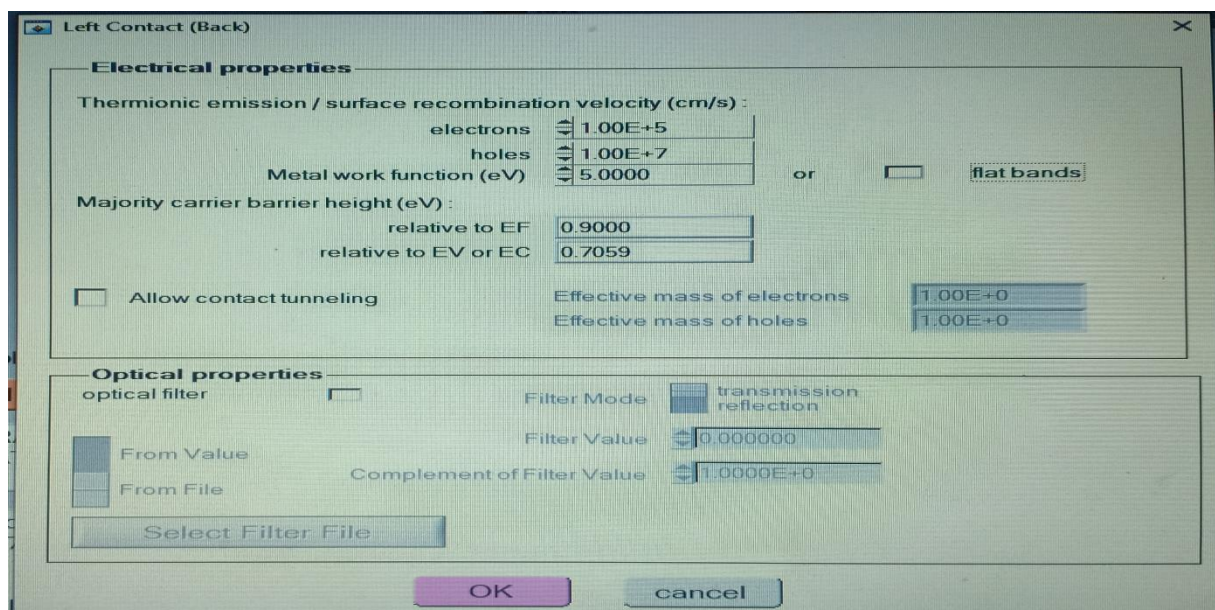 Left Contact (Back)
Electrical properties
Thermionic emission / surface recombination velocity (cm/s) :
electrons 1.00E+5
holes 1.00E+7
Metal work function (eV) 5.0000 or flat bands
Majority carrier barrier height (eV) :
relative to EF 0.9000
relative to EV or EC 0.7059
Allow contact tunneling Effective mass of electrons 1.00E+0
Effective mass of holes 1.00E+0
Optical properties
optical filter Filter Mode transmission
reflection
Filter Value 0.000000
From Value
Complement of Filter Value 1.0000E+0
From File
Select Filter File
OK cancel